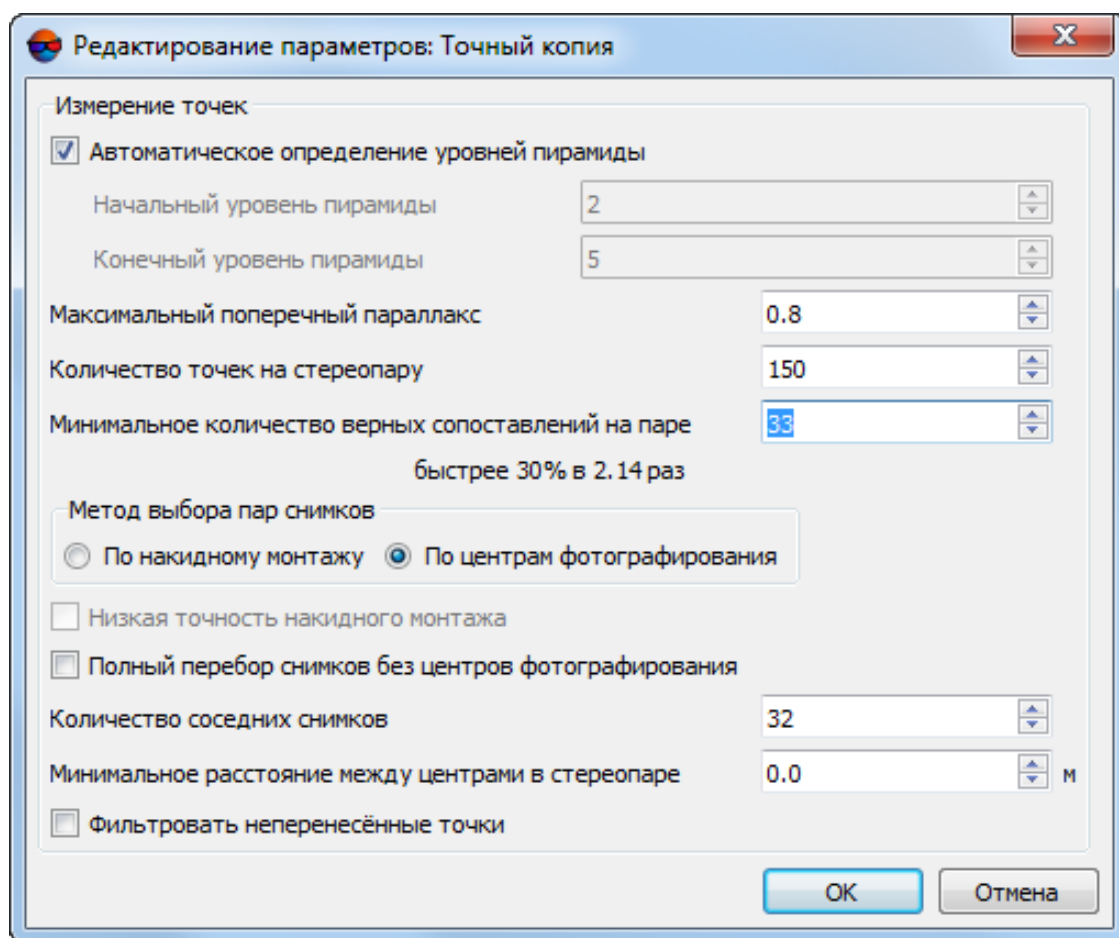 Редактирование параметров: Точный копия
Измерение точек
Автоматическое определение уровней пирамиды
Начальный уровень пирамиды 2
Конечный уровень пирамиды 5
Максимальный поперечный параллакс 0.8
Количество точек на стереопару 150
Минимальное количество верных сопоставлений на паре 33
быстрее 30% в 2.14 раз
Метод выбора пар снимков
По накидному монтажу По центрам фотографирования
Низкая точность накидного монтажа
Полный перебор снимков без центров фотографирования
Количество соседних снимков 32
Минимальное расстояние между центрами в стереопаре 0.0 м
Фильтровать неперенесённые точки
OK Отмена